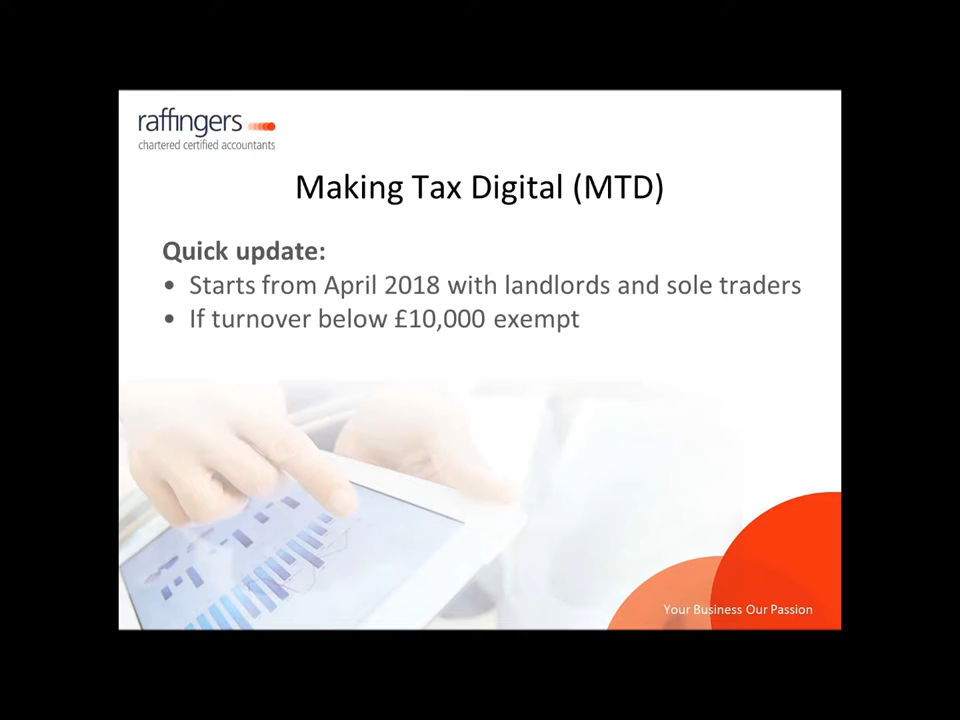 raffingers
chartered certified accountants
Making Tax Digital (MTD)
Quick update:
• Starts from April 2018 with landlords and sole traders
• If turnover below £10,000 exempt
Your Business Our Passion